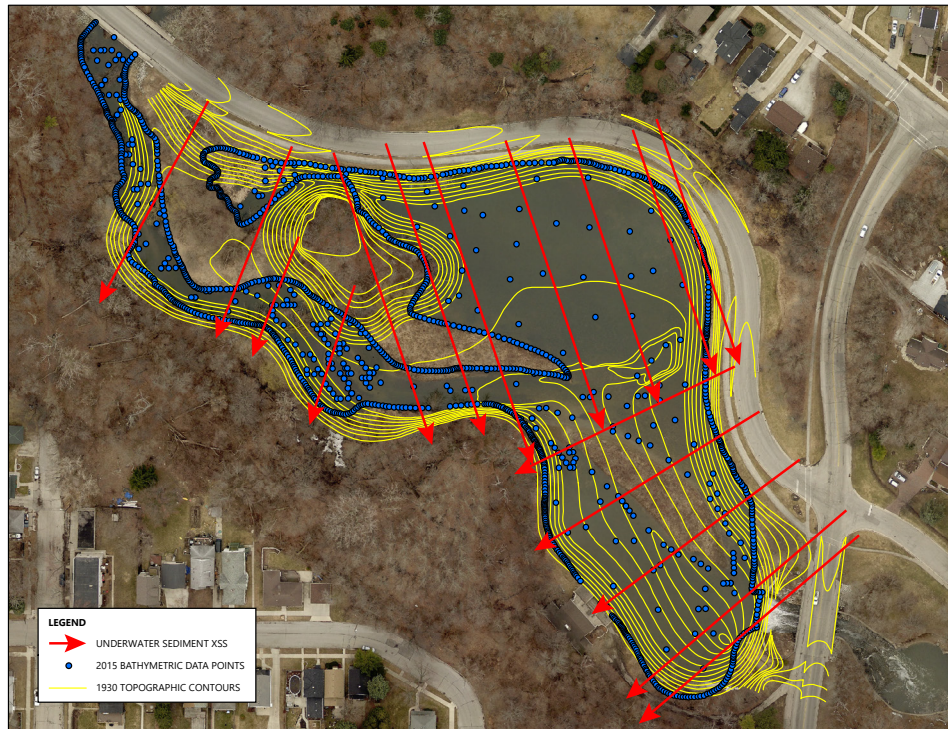 LEGEND
UNDERWATER SEDIMENT XSS
2015 BATHYMETRIC DATA POINTS
1930 TOPOGRAPHIC CONTOURS